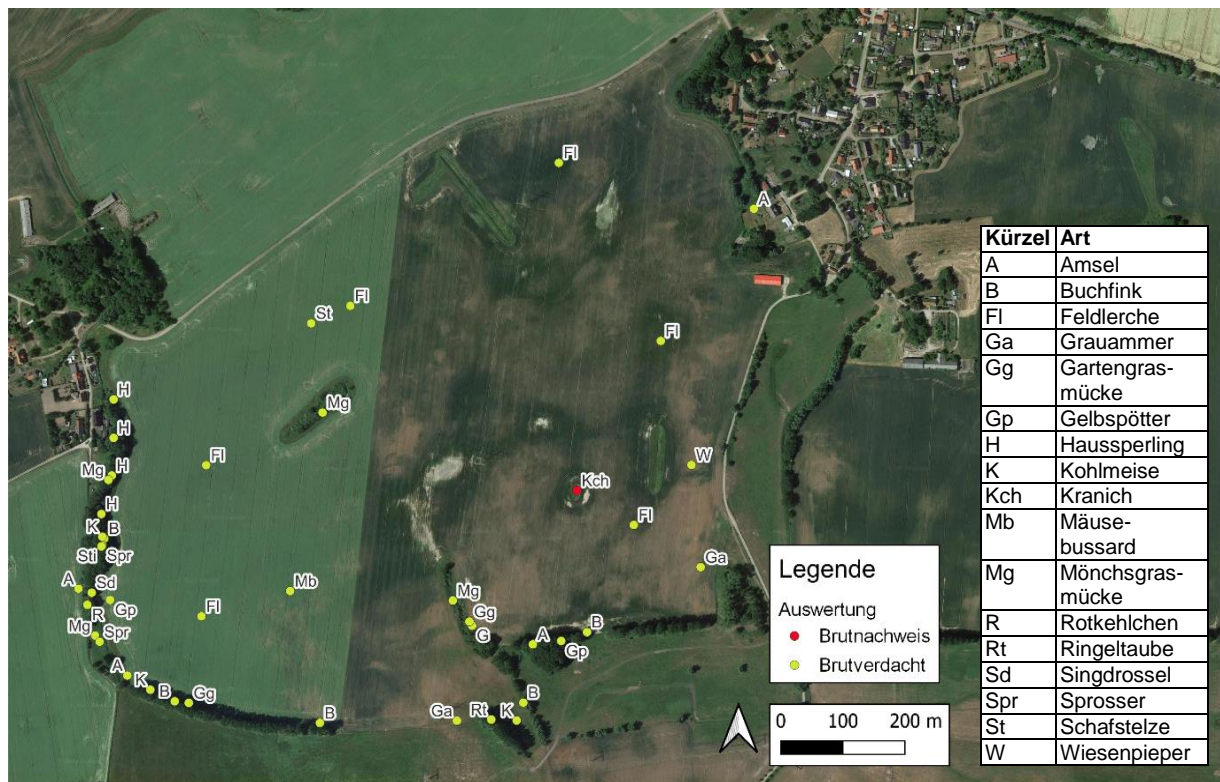 Fl
A
Fl
St
Fl
Mg
H
H
Fl
W
Mg H
Kch
H
Fl
K B
Sti Spr
Ga
A Sd
Mb
Gp
Mg
R
Fl
Gg
G
Mg Spr
B
A
Gp
A
K
B Gg
B
B
Ga Rt K
Kürzel Art
A Amsel
B Buchfink
Fl Feldlerche
Ga Grauammer
Gg Gartengras-
mücke
Gp Gelbspötter
H Haussperling
K Kohlmeise
Kch Kranich
Mb Mäuse-
bussard
Mg Mönchsgras-
mücke
R Rotkehlchen
Rt Ringeltaube
Sd Singdrossel
Spr Sprosser
St Schafstelze
W Wiesenpieper
Legende
Auswertung
Brutnachweis
Brutverdacht
0 100 200 m